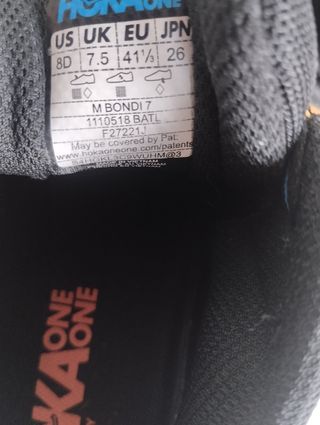 HOKA ONE
US UK EU JPN
8D 7.5 41⅓ 26
M BONDI 7
1110518 BATL
F27221J
May be covered by Pat.
www.hokaoneone.com/patents
HOKA ONE ONE